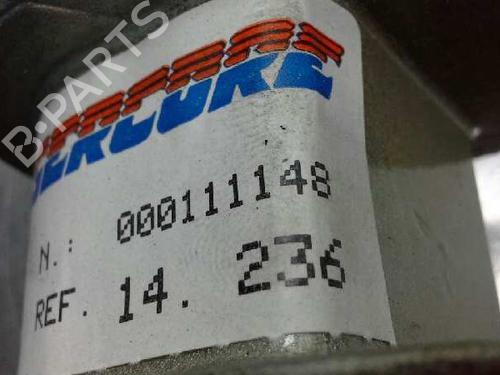 B-PARTS
N.: 000111148
REF. 14. 236